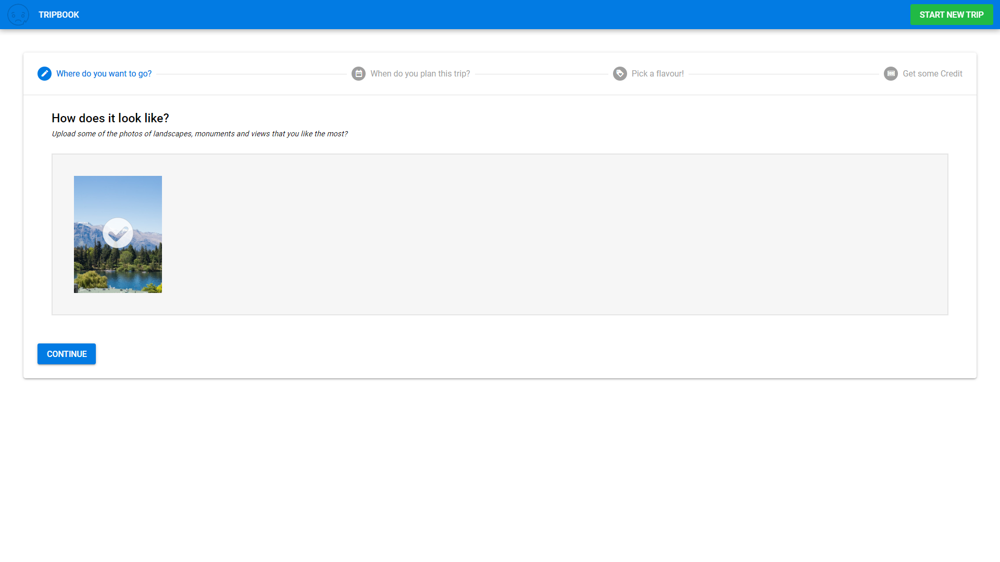 TRIPBOOK
START NEW TRIP
Where do you want to go?
When do you plan this trip?
Pick a flavour!
Get some Credit
How does it look like?
Upload some of the photos of landscapes, monuments and views that you like the most?
CONTINUE